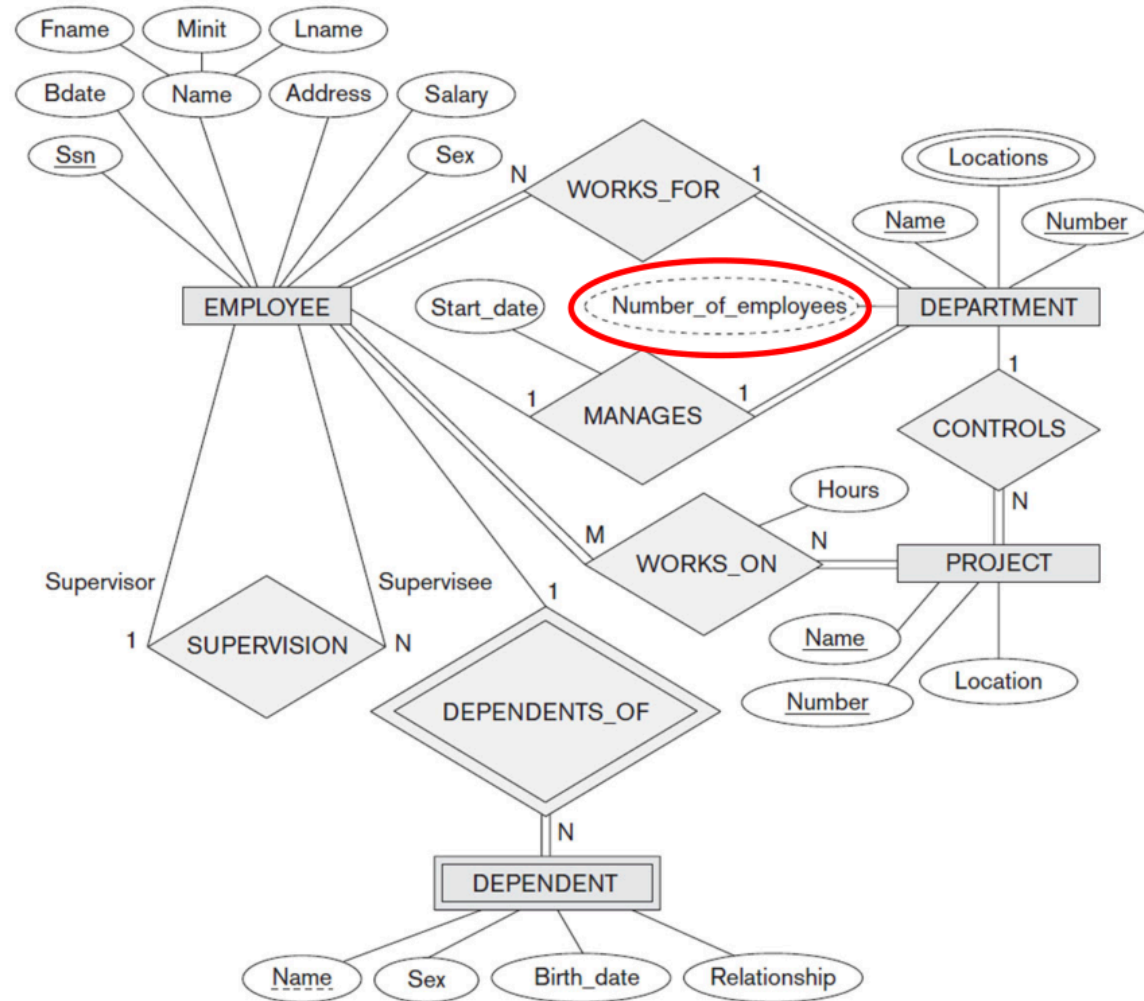 Fname
Minit
Lname
Bdate
Name
Address
Salary
Ssn
Sex
N
WORKS_FOR
1
Locations
Name
Number
EMPLOYEE
Start_date
Number_of_employees
DEPARTMENT
1
MANAGES
1
1
CONTROLS
N
Hours
M
WORKS_ON
N
PROJECT
Supervisor
Supervisee
1
SUPERVISION
N
1
Name
Number
Location
DEPENDENTS_OF
N
DEPENDENT
Name
Sex
Birth_date
Relationship